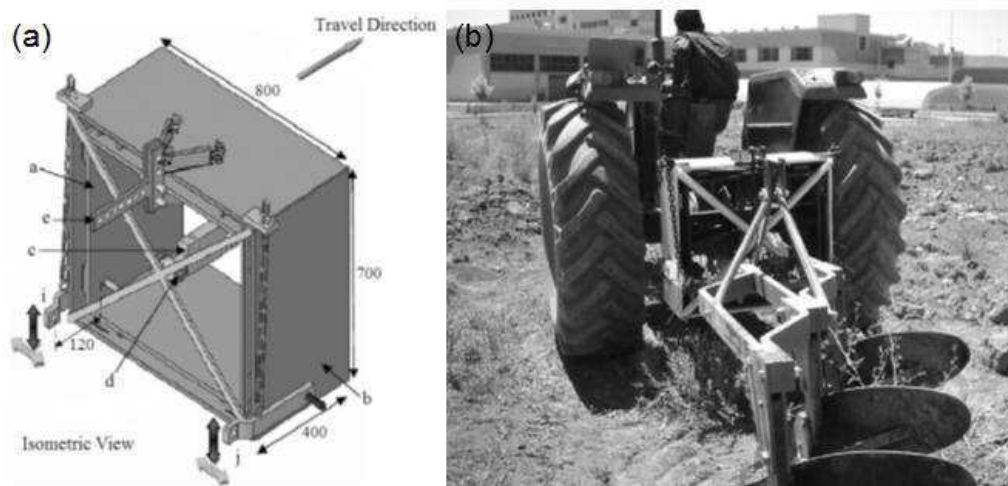 (a)
Travel Direction
800
a
e
c
i
700
120
d
b
400
Isometric View
j
(b)